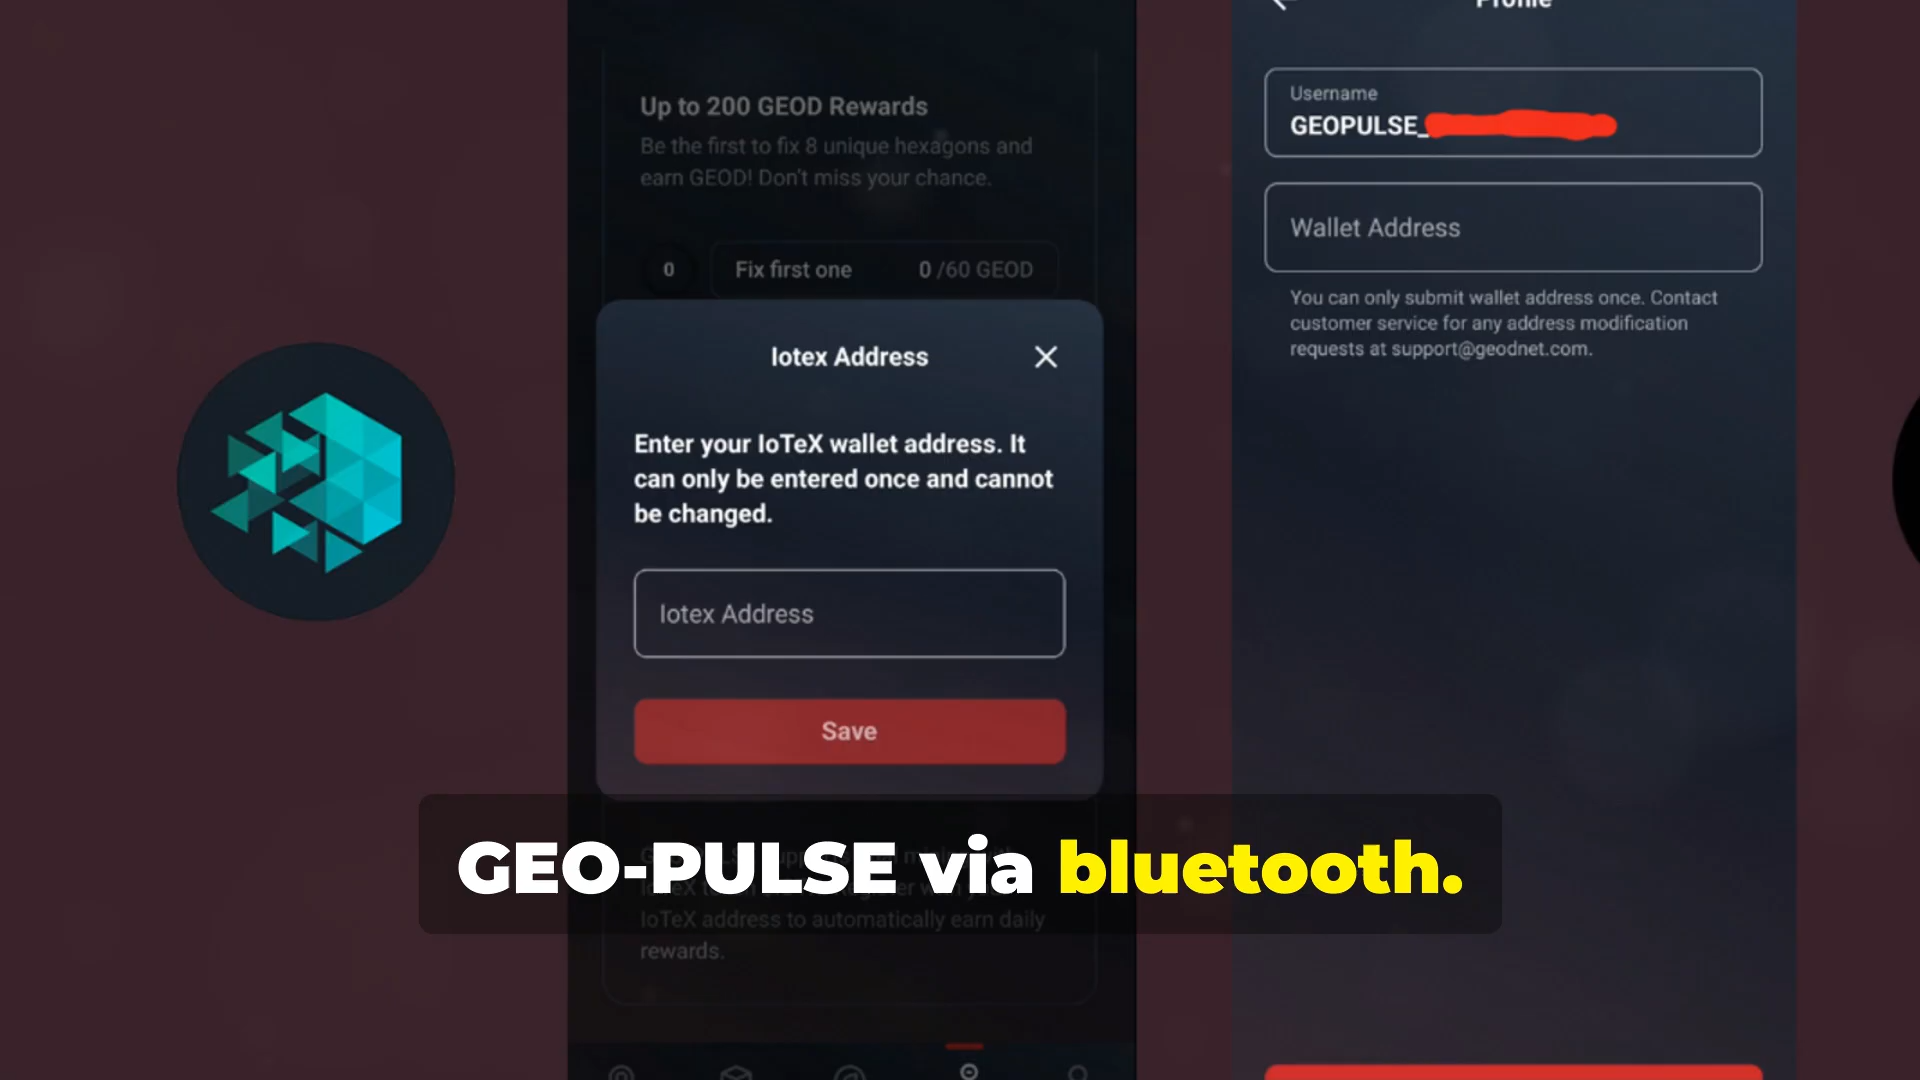 Up to 200 GEOD Rewards
Be the first to fix 8 unique hexagons and
earn GEOD! Don't miss your chance.
0
Fix first one
0 /60 GEOD
Iotex Address
Enter your IoTeX wallet address. It
can only be entered once and cannot
be changed.
Iotex Address
Save
IoTeX address to automatically earn daily
rewards.
Profile
Username
GEOPULSE_
Wallet Address
You can only submit wallet address once. Contact
customer service for any address modification
requests at support@geodnet.com.
GEO-PULSE via bluetooth.